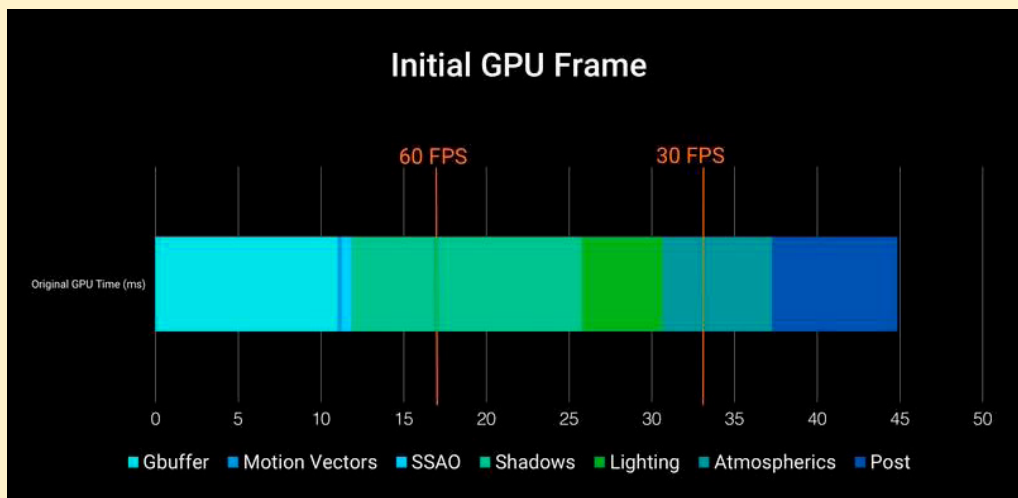 Initial GPU Frame
60 FPS 30 FPS
Original GPU Time (ms)
0 5 10 15 20 25 30 35 40 45 50
Gbuffer Motion Vectors SSAO Shadows Lighting Atmospherics Post